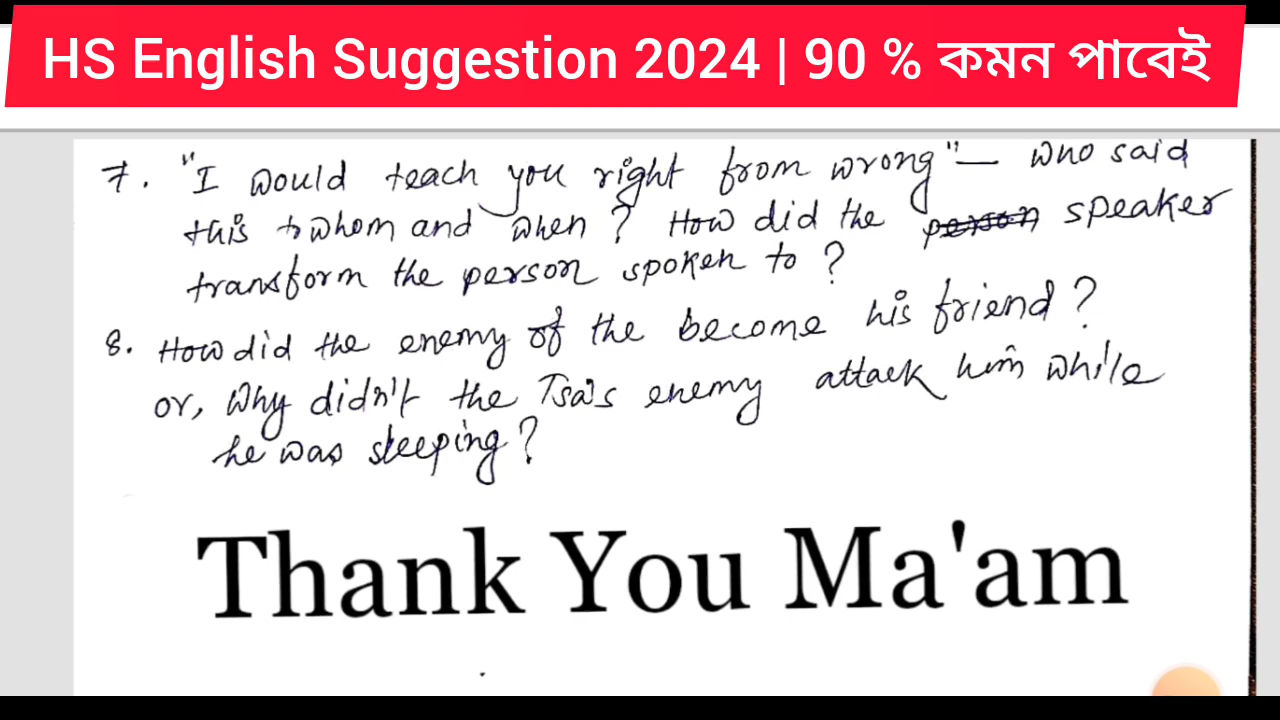 HS English Suggestion 2024 | 90 % কমন পাবেই
7. "I would teach you right from wrong" — who said
this to whom and when? How did the person speaker
transform the person spoken to?
8. How did the enemy of the become his friend?
or, Why didn't the Tsa's enemy attack him while
he was sleeping?
Thank You Ma'am